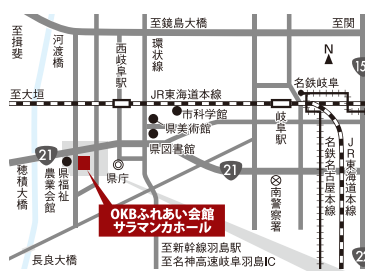 至鏡島大橋
至関
至揖斐
河渡橋
西岐阜駅
環状線
N
15
名鉄岐阜
至大垣
JR東海道本線
市科学館
県美術館
県図書館
岐阜駅
21
21
穂積大橋
県福祉
農業会館
県庁
南警察署
名鉄名古屋本線
JR東海道本線
OKBふれあい会館
サラマンカホール
長良大橋
至新幹線羽島駅
至名神高速岐阜羽島IC